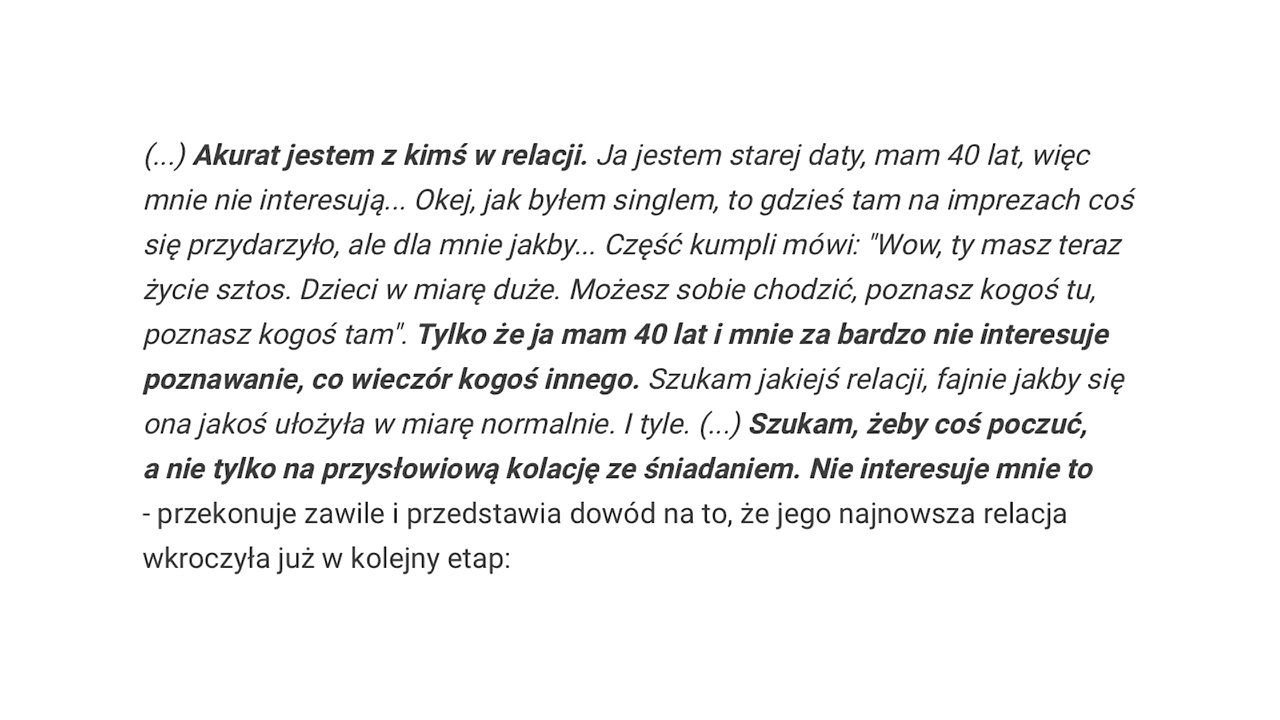 (...) Akurat jestem z kimś w relacji. Ja jestem starej daty, mam 40 lat, więc
mnie nie interesują... Okej, jak byłem singlem, to gdzieś tam na imprezach coś
się przydarzyło, ale dla mnie jakby... Część kumpli mówi: "Wow, ty masz teraz
życie sztos. Dzieci w miarę duże. Możesz sobie chodzić, poznasz kogoś tu,
poznasz kogoś tam". Tylko że ja mam 40 lat i mnie za bardzo nie interesuje
poznawanie, co wieczór kogoś innego. Szukam jakiejś relacji, fajnie jakby się
ona jakoś ułożyła w miarę normalnie. I tyle. (...) Szukam, żeby coś poczuć,
a nie tylko na przysłowiową kolację ze śniadaniem. Nie interesuje mnie to
- przekonuje zawile i przedstawia dowód na to, że jego najnowsza relacja
wkroczyła już w kolejny etap: